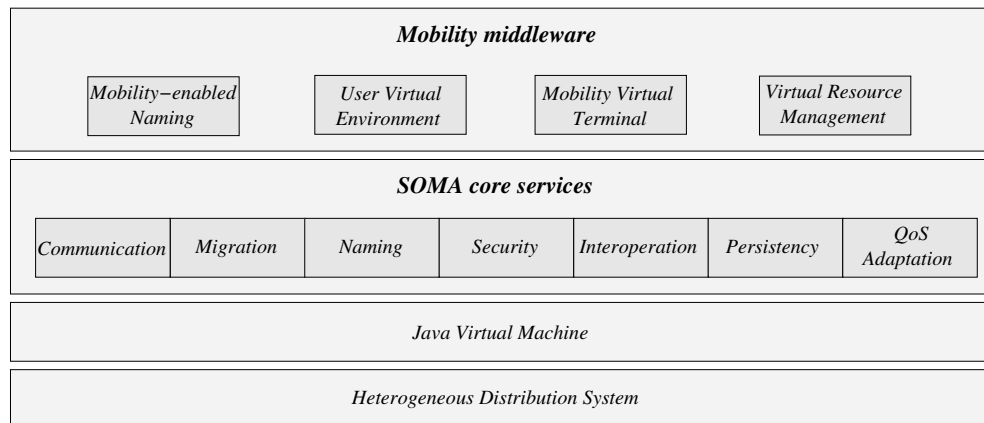 Mobility middleware
Mobility−enabled
Naming
User Virtual
Environment
Mobility Virtual
Terminal
Virtual Resource
Management
SOMA core services
Communication
Migration
Naming
Security
Interoperation
Persistency
QoS
Adaptation
Java Virtual Machine
Heterogeneous Distribution System